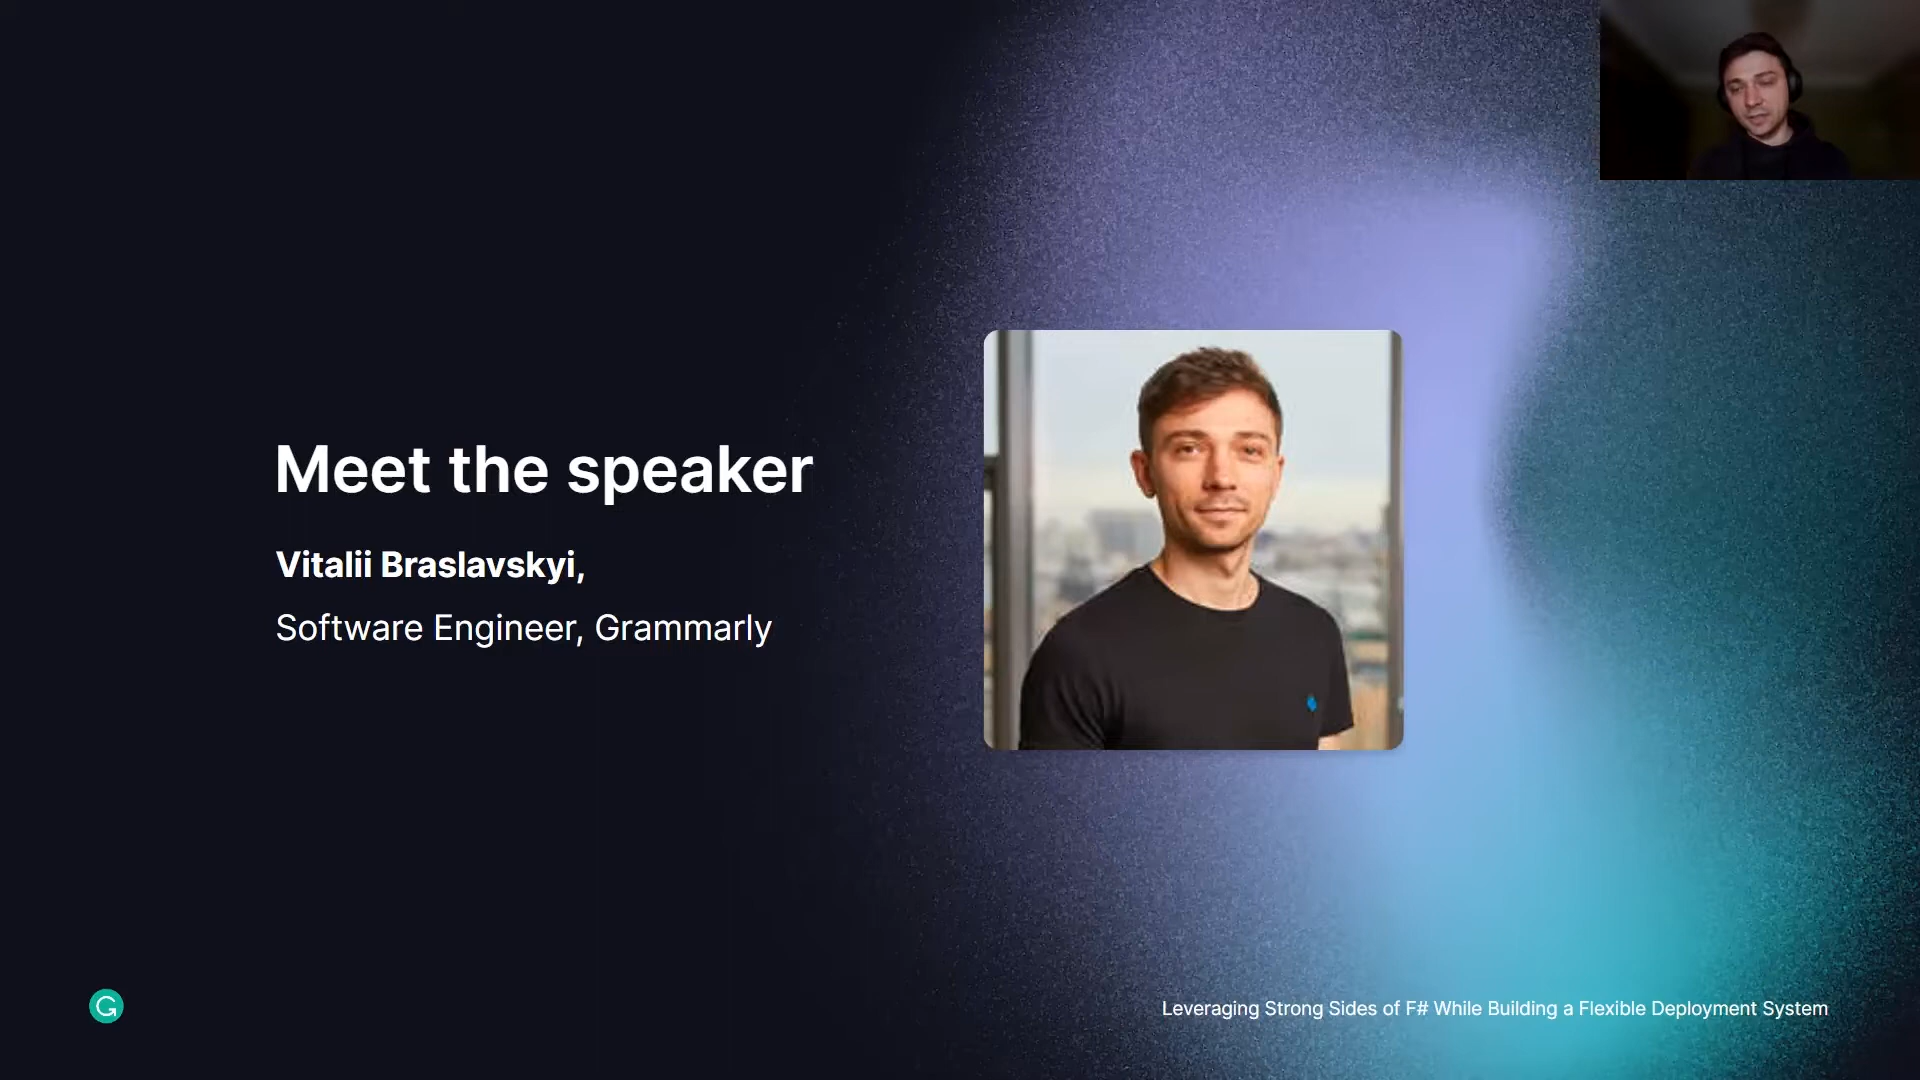 Meet the speaker
Vitalii Braslavskyi,
Software Engineer, Grammarly
Leveraging Strong Sides of F# While Building a Flexible Deployment System